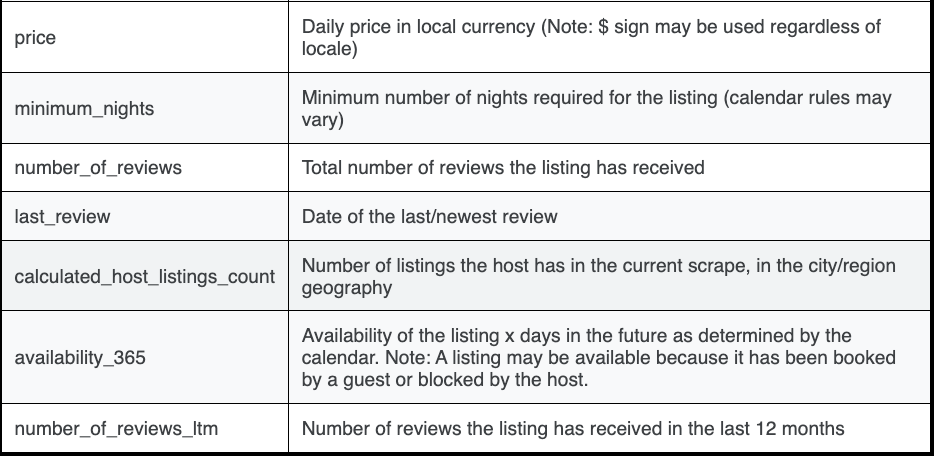 price
Daily price in local currency (Note: $ sign may be used regardless of
locale)
minimum_nights
Minimum number of nights required for the listing (calendar rules may
vary)
number_of_reviews
Total number of reviews the listing has received
last_review
Date of the last/newest review
calculated_host_listings_count
Number of listings the host has in the current scrape, in the city/region
geography
availability_365
Availability of the listing x days in the future as determined by the
calendar. Note: A listing may be available because it has been booked
by a guest or blocked by the host.
number_of_reviews_ltm
Number of reviews the listing has received in the last 12 months